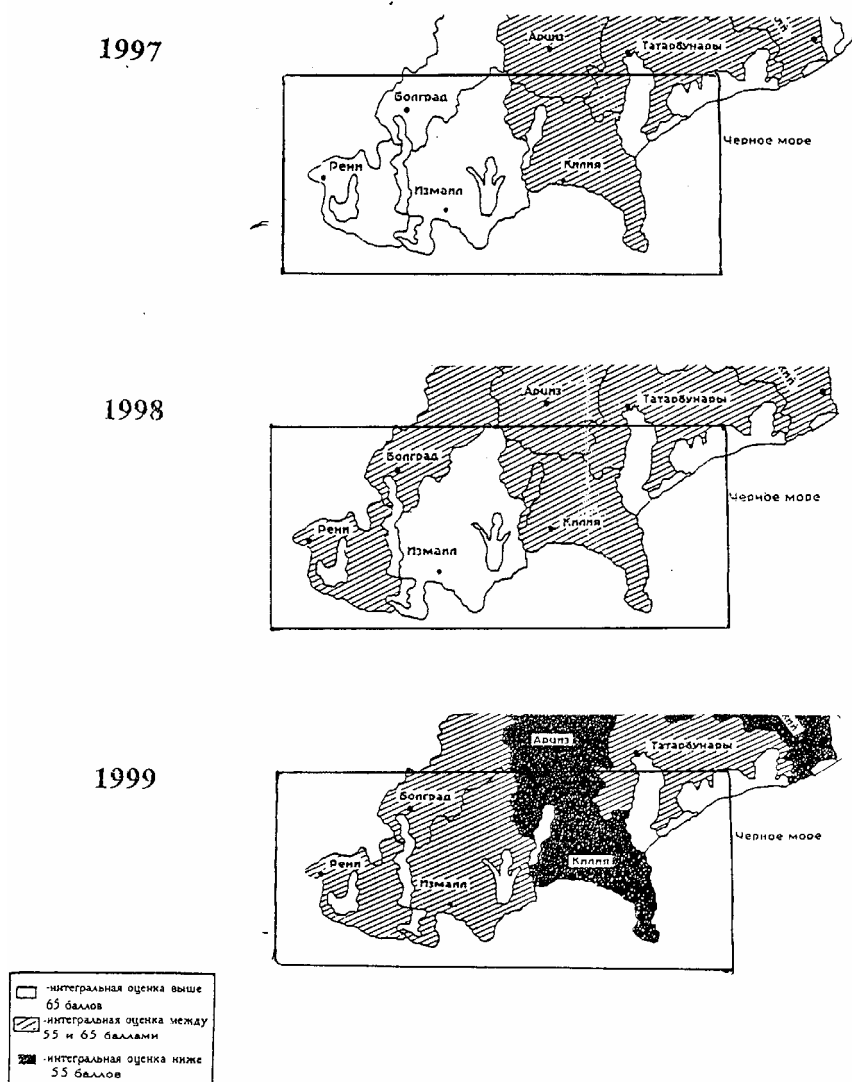 1997
Арциз
Татарбунары
Болград
Черное море
Рени
Килия
Измаил
1998
Арциз
кий
Татарбунары
Болград
Черное море
Рени
Килия
Измаил
1999
кий
Арциз
Татарбунары
Болград
Черное море
Рени
Килия
Измаил
-интегральная оценка выше
65 баллов
-интегральная оценка между
55 и 65 баллами
-интегральная оценка ниже
55 баллов